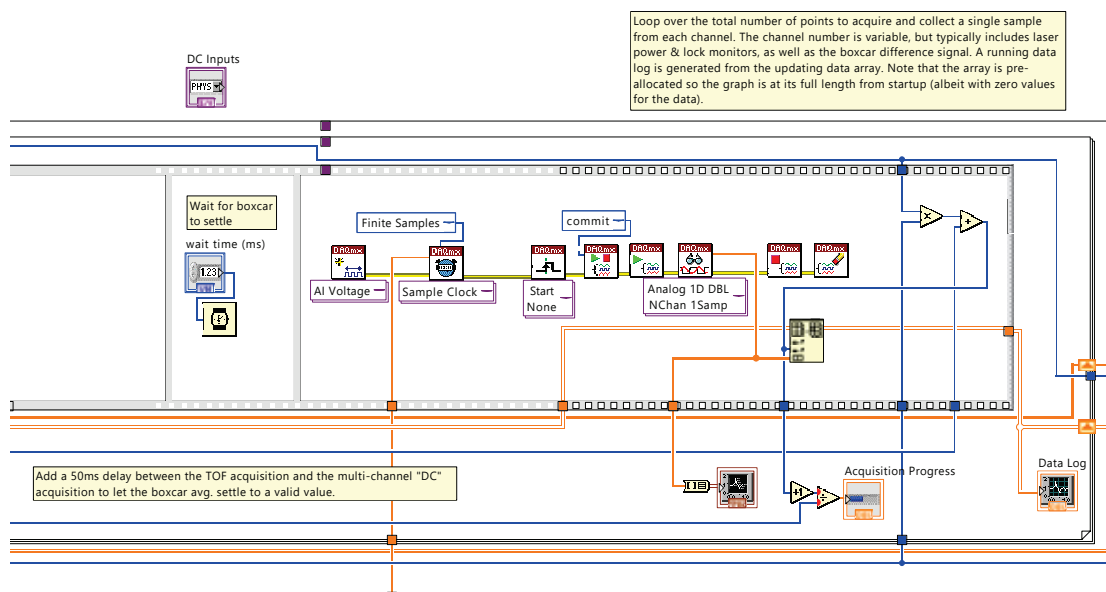 Loop over the total number of points to acquire and collect a single sample
from each channel. The channel number is variable, but typically includes laser
power & lock monitors, as well as the boxcar difference signal. A running data
log is generated from the updating data array. Note that the array is pre-
allocated so the graph is at its full length from startup (albeit with zero values
for the data).
DC Inputs
PHYS
Wait for boxcar
to settle
wait time (ms)
1.23
Finite Samples
commit
DAQmx
DAQmx
DAQmx
DAQmx
DAQmx
DAQmx
DAQmx
DAQmx
AI Voltage
Sample Clock
Start
None
Analog 1D DBL
NChan 1Samp
Add a 50ms delay between the TOF acquisition and the multi-channel "DC"
acquisition to let the boxcar avg. settle to a valid value.
+1
Acquisition Progress
Data Log